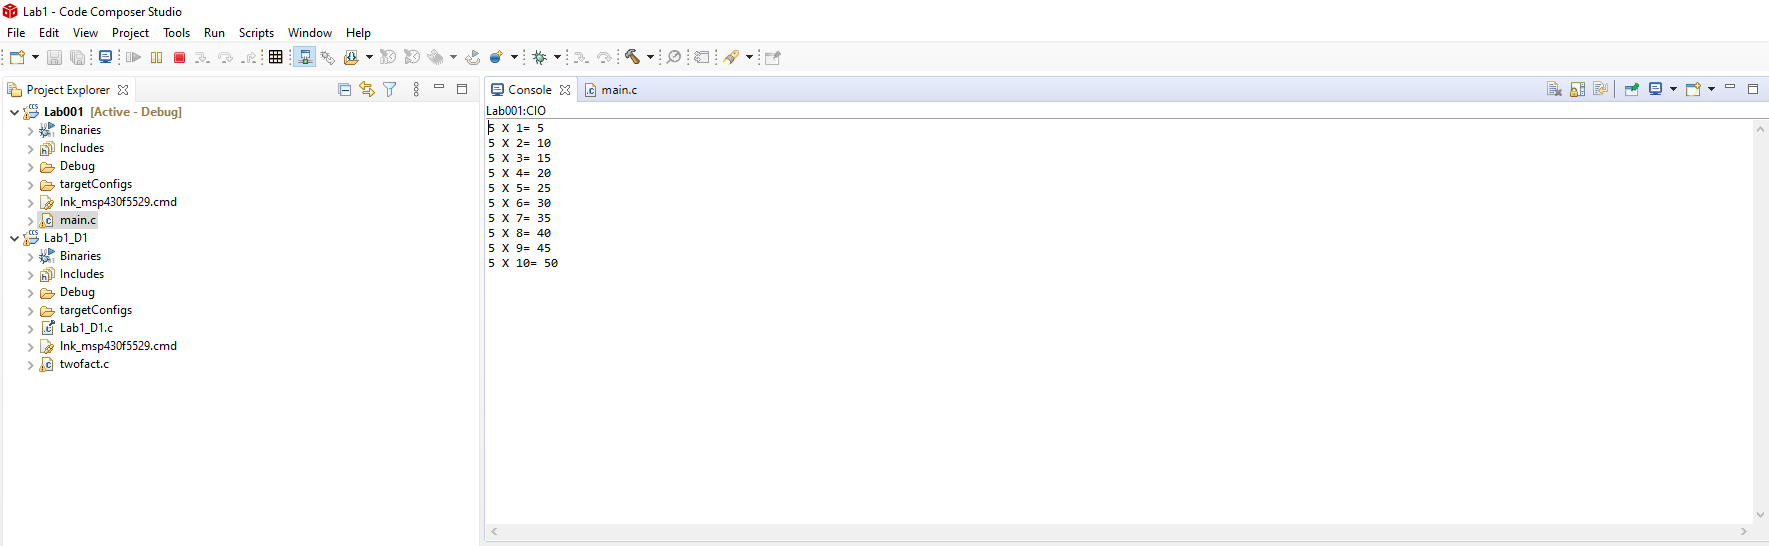 Lab1 - Code Composer Studio
File Edit View Project Tools Run Scripts Window Help
Project Explorer
Lab001 [Active - Debug]
Binaries
Includes
Debug
targetConfigs
lnk_msp430f5529.cmd
main.c
Lab1_D1
Binaries
Includes
Debug
targetConfigs
Lab1_D1.c
lnk_msp430f5529.cmd
twofact.c
Console main.c
Lab001:CIO
5 X 1= 5
5 X 2= 10
5 X 3= 15
5 X 4= 20
5 X 5= 25
5 X 6= 30
5 X 7= 35
5 X 8= 40
5 X 9= 45
5 X 10= 50